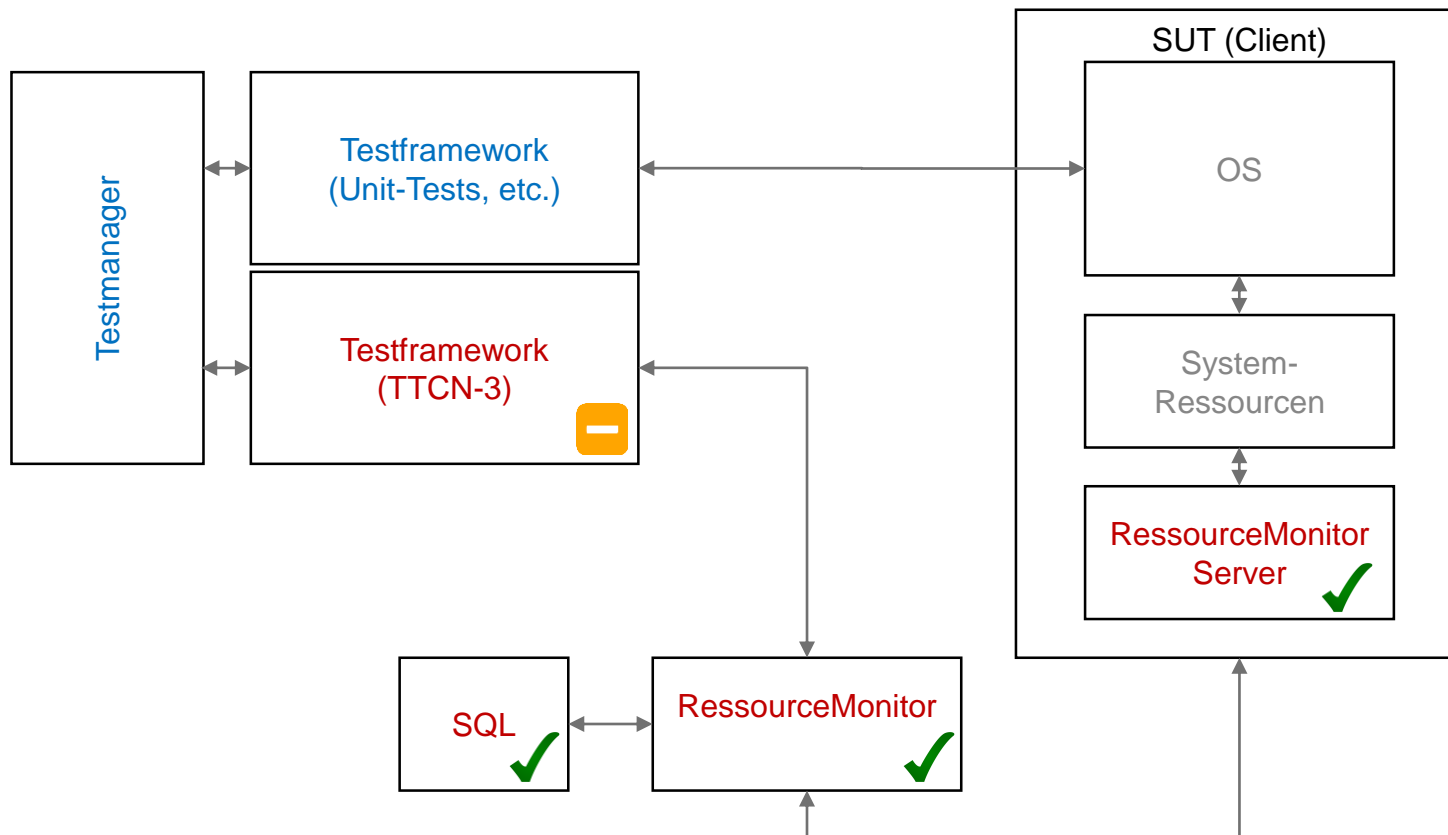 SUT (Client)
Testmanager
Testframework
(Unit-Tests, etc.)
OS
Testframework
(TTCN-3)
System-
Ressourcen
RessourceMonitor
Server
SQL
RessourceMonitor